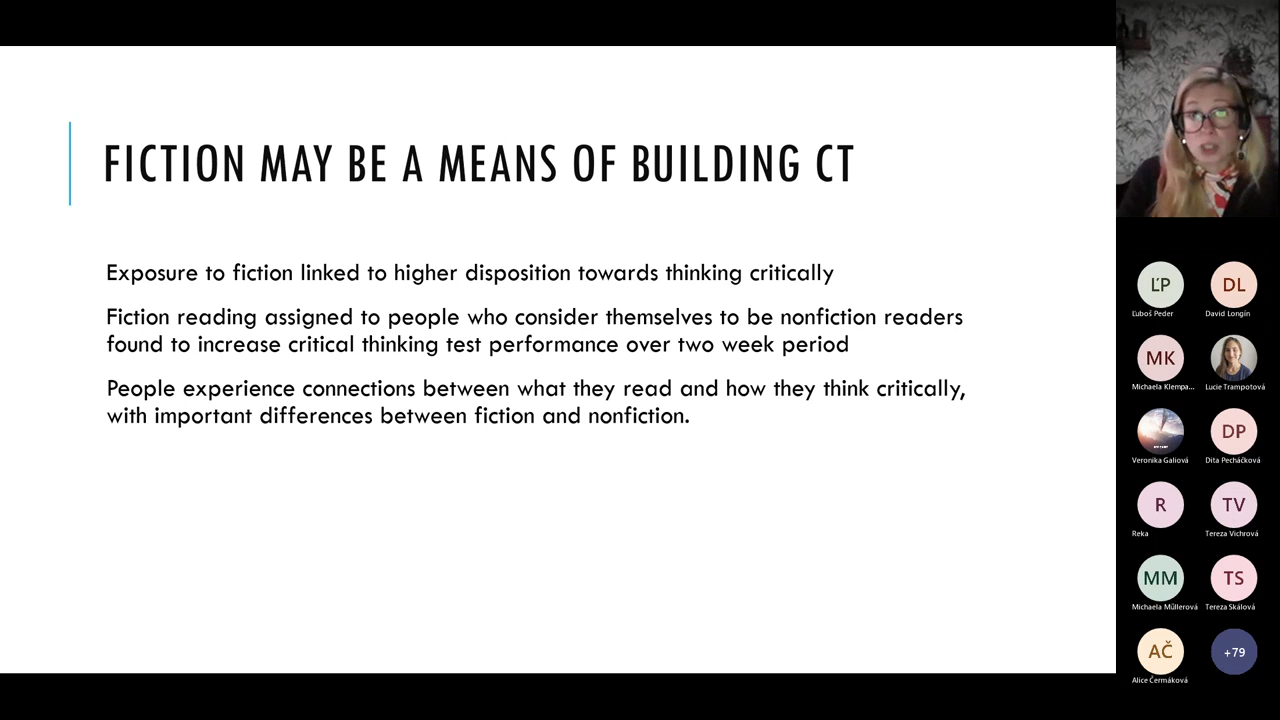 FICTION MAY BE A MEANS OF BUILDING CT
Exposure to fiction linked to higher disposition towards thinking critically
Fiction reading assigned to people who consider themselves to be nonfiction readers
found to increase critical thinking test performance over two week period
People experience connections between what they read and how they think critically,
with important differences between fiction and nonfiction.
ĽP
DL
Ľuboš Peder
David Longín
MK
Michaela Klempa...
Lucie Trampotová
DP
Veronika Galiová
Dita Pecháčková
R
TV
Reka
Tereza Vichrová
MM
TS
Michaela Műllerová
Tereza Skálová
AČ
+79
Alice Čermáková